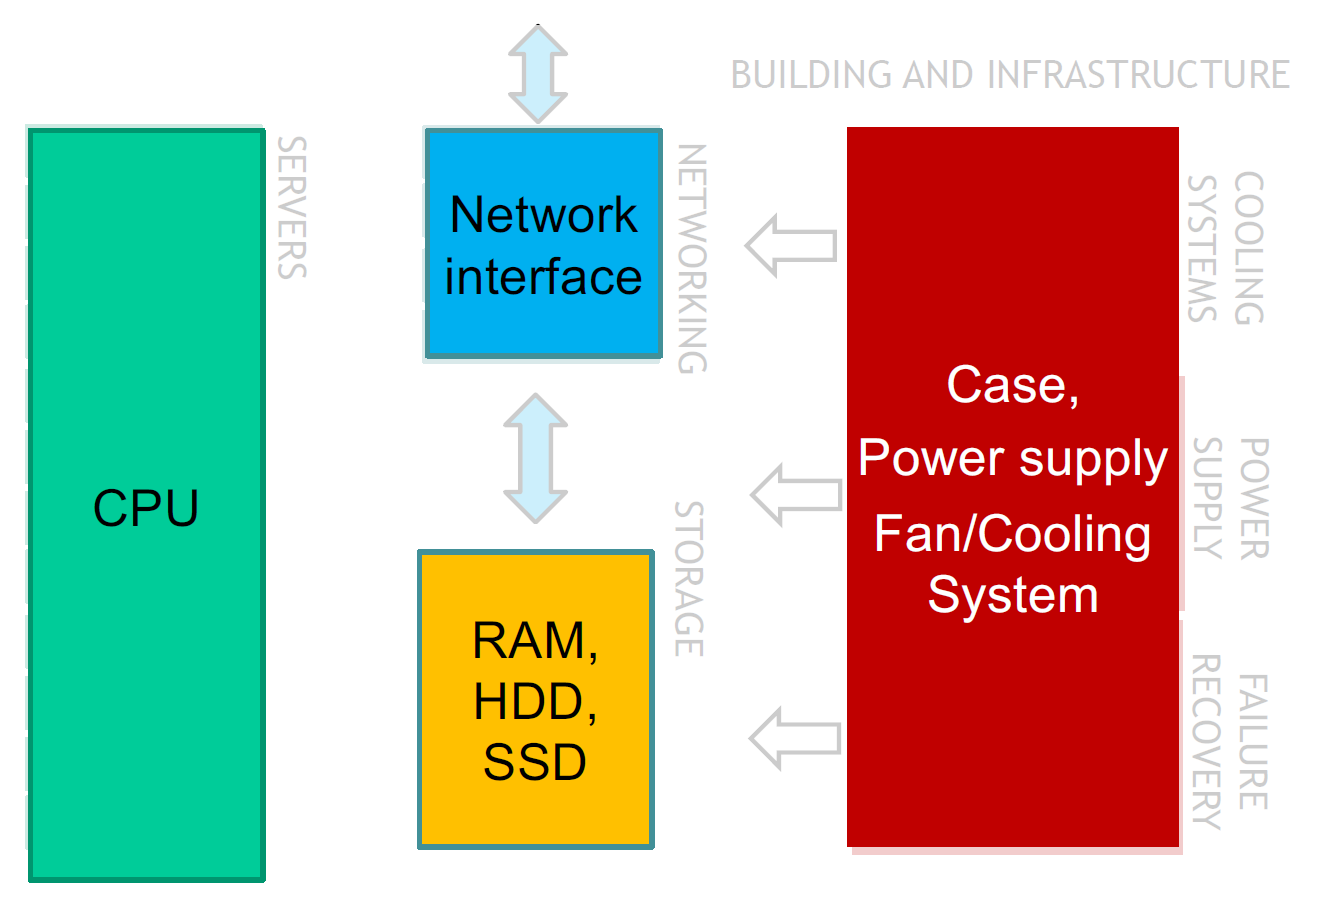 BUILDING AND INFRASTRUCTURE
CPU
SERVERS
Network
interface
NETWORKING
RAM,
HDD,
SSD
STORAGE
Case,
Power supply
Fan/Cooling
System
COOLING
SYSTEMS
POWER
SUPPLY
FAILURE
RECOVERY